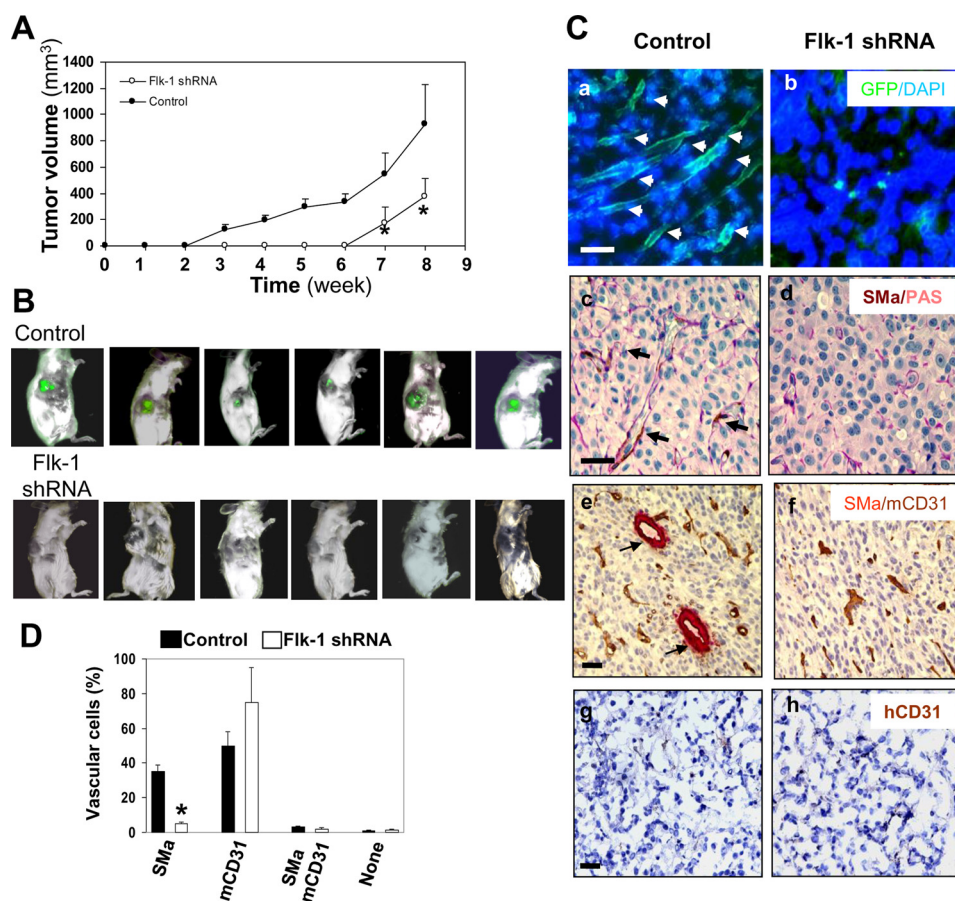 A
Tumor volume (mm3)
1400
1200
1000
800
600
400
200
0
Flk-1 shRNA
Control
*
*
0 1 2 3 4 5 6 7 8 9
Time (week)
B
Control
Flk-1
shRNA
D
Control Flk-1 shRNA
Vascular cells (%)
100
80
60
40
20
0
*
SMa
mCD31
SMa
mCD31
None
C
Control Flk-1 shRNA
a
b GFP/DAPI
c
d SMa/PAS
e
f SMa/mCD31
g
h hCD31